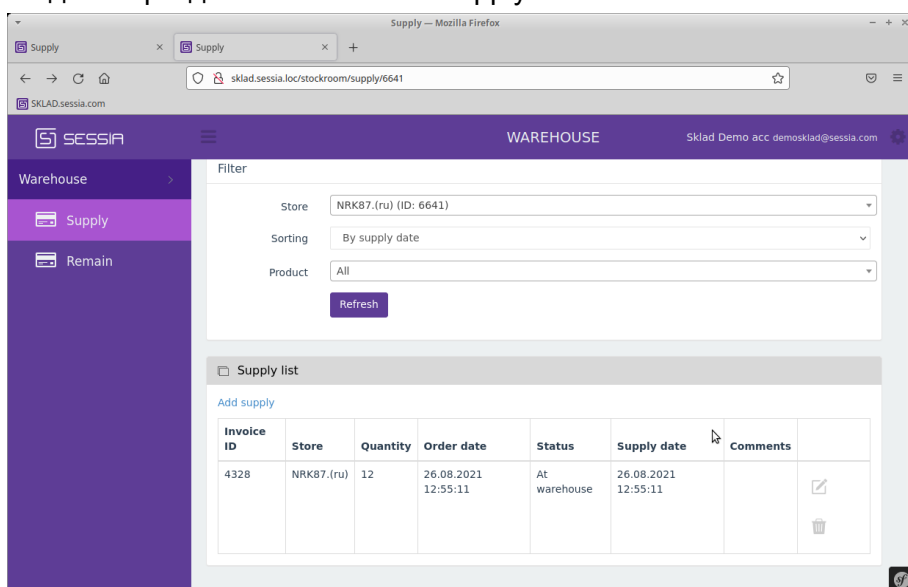 Supply — Mozilla Firefox
Supply
Supply
sklad.sessia.loc/stockroom/supply/6641
SKLAD.sessia.com
SESSIA
WAREHOUSE
Sklad Demo acc demosklad@sessia.com
Warehouse
Supply
Remain
Filter
Store
NRK87.(ru) (ID: 6641)
Sorting
By supply date
Product
All
Refresh
Supply list
Add supply
Invoice ID Store Quantity Order date Status Supply date Comments
4328 NRK87.(ru) 12 26.08.2021 At 26.08.2021
12:55:11 warehouse 12:55:11